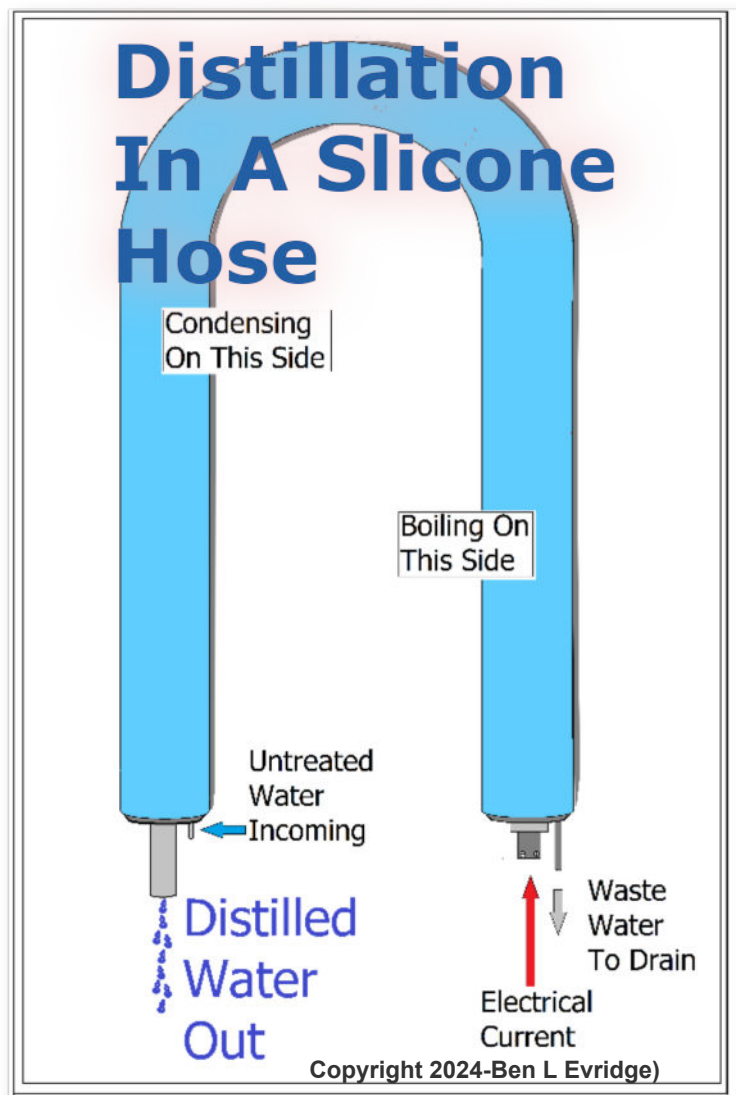 Distillation
In A Slicone
Hose
Condensing
On This Side
Boiling On
This Side
Untreated
Water
Incoming
Distilled
Water
Out
Waste
Water
To Drain
Electrical
Current
Copyright 2024-Ben L Evridge)